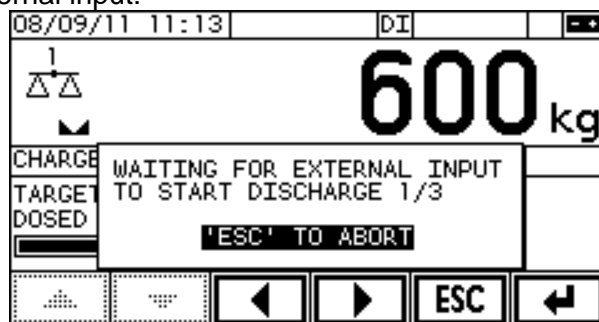 ernal input.
08/09/11 11:13 DI
1
600 kg
CHARGE
WAITING FOR EXTERNAL INPUT
TO START DISCHARGE 1/3
TARGET
DOSED
'ESC' TO ABORT
ESC